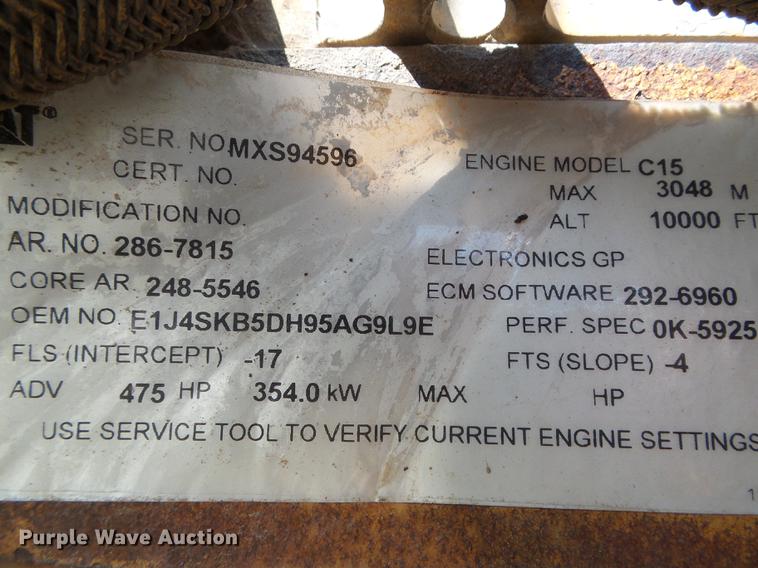 AT®
SER. NO. MXS94596
CERT. NO.
MODIFICATION NO.
AR. NO. 286-7815
CORE AR. 248-5546
OEM NO. E1J4SKB5DH95AG9L9E
FLS (INTERCEPT) -17
ADV 475 HP 354.0 kW MAX HP
ENGINE MODEL C15
MAX 3048 M
ALT 10000 FT
ELECTRONICS GP
ECM SOFTWARE 292-6960
PERF. SPEC 0K-5925
FTS (SLOPE) -4
USE SERVICE TOOL TO VERIFY CURRENT ENGINE SETTINGS
1
Purple Wave Auction